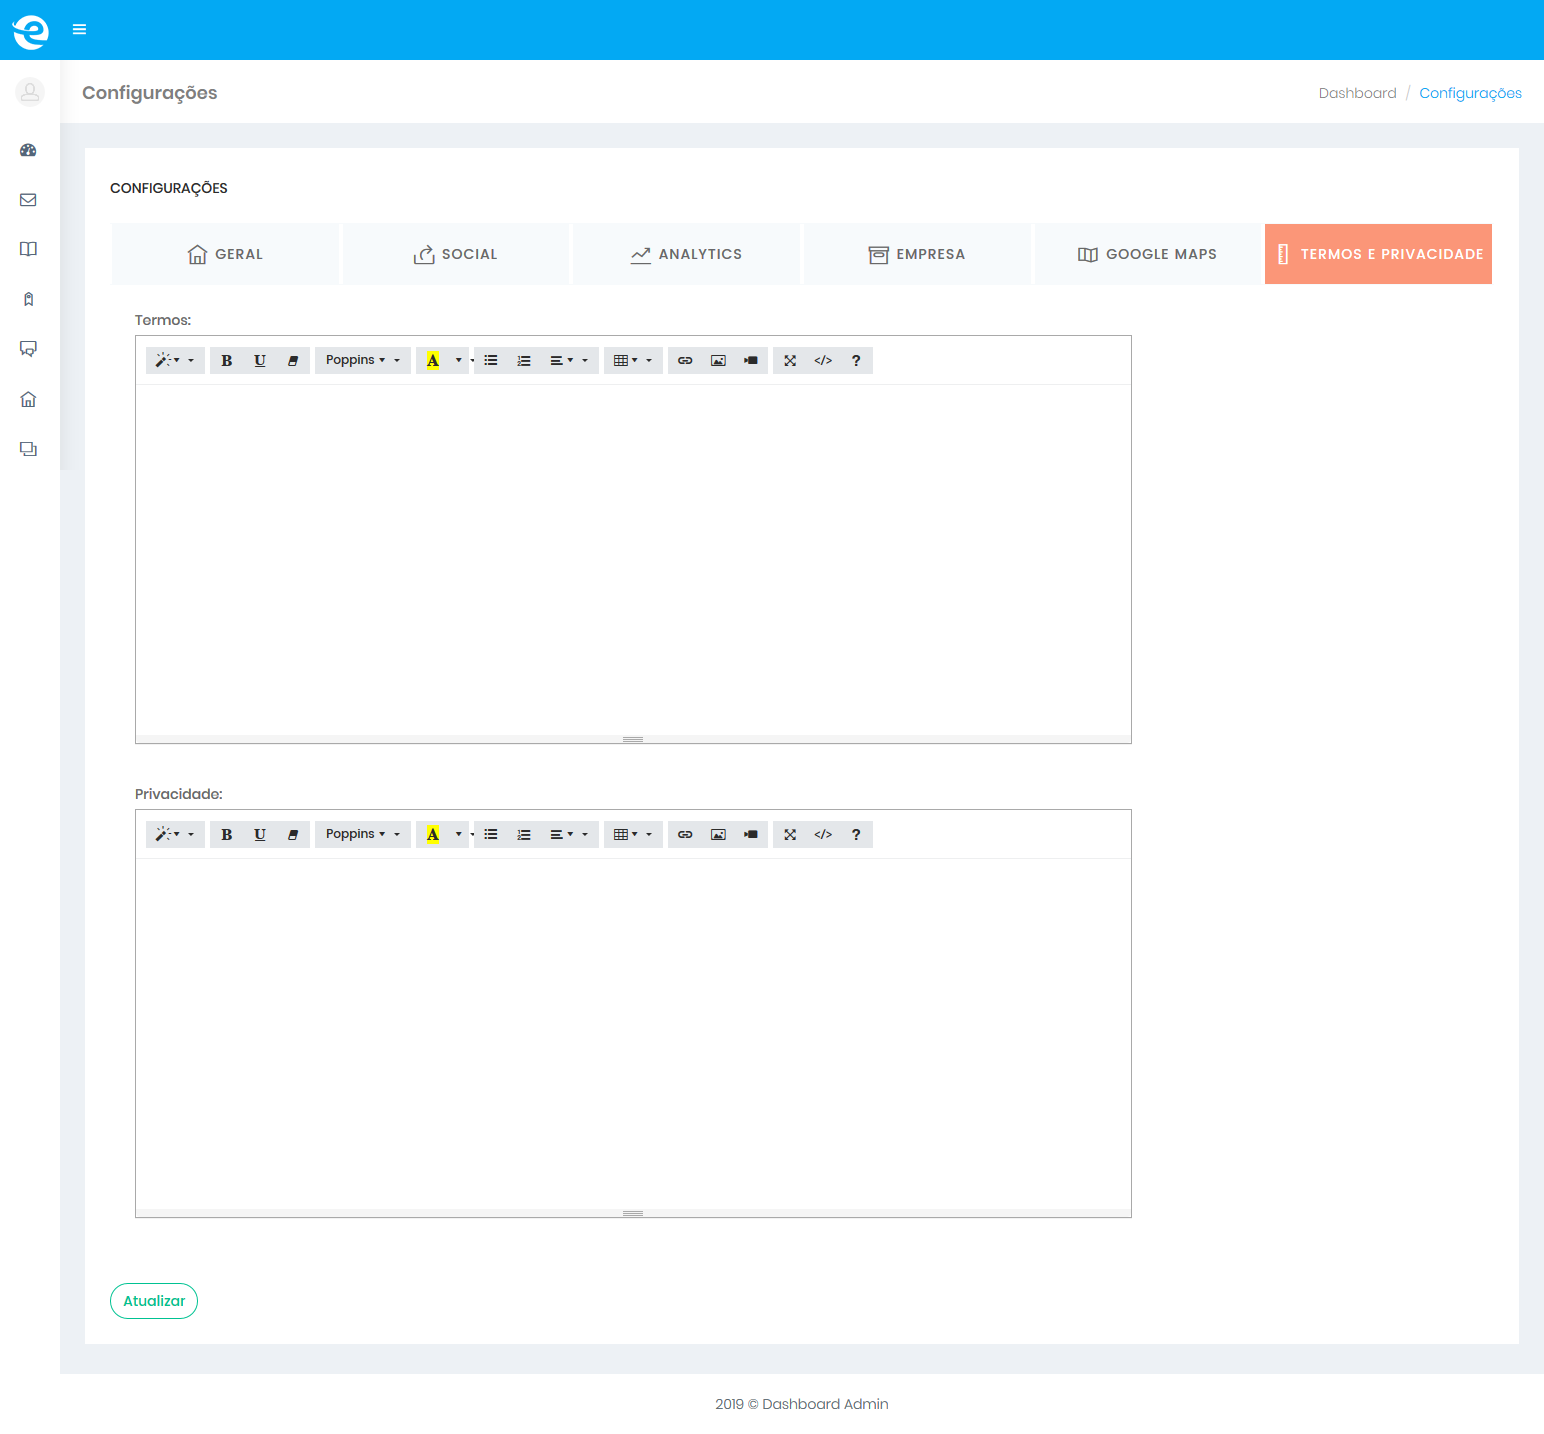 Configurações
Dashboard / Configurações
CONFIGURAÇÕES
GERAL
SOCIAL
ANALYTICS
EMPRESA
GOOGLE MAPS
TERMOS E PRIVACIDADE
Termos:
B U Poppins A </> ?
Privacidade:
B U Poppins A </> ?
Atualizar
2019 © Dashboard Admin